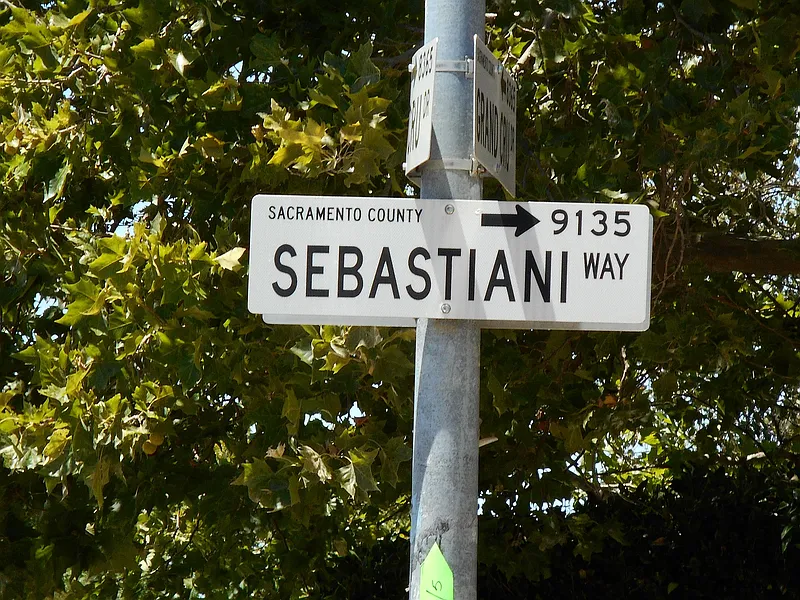 GRAND
SACRAMENTO COUNTY → 9135
SEBASTIANI WAY